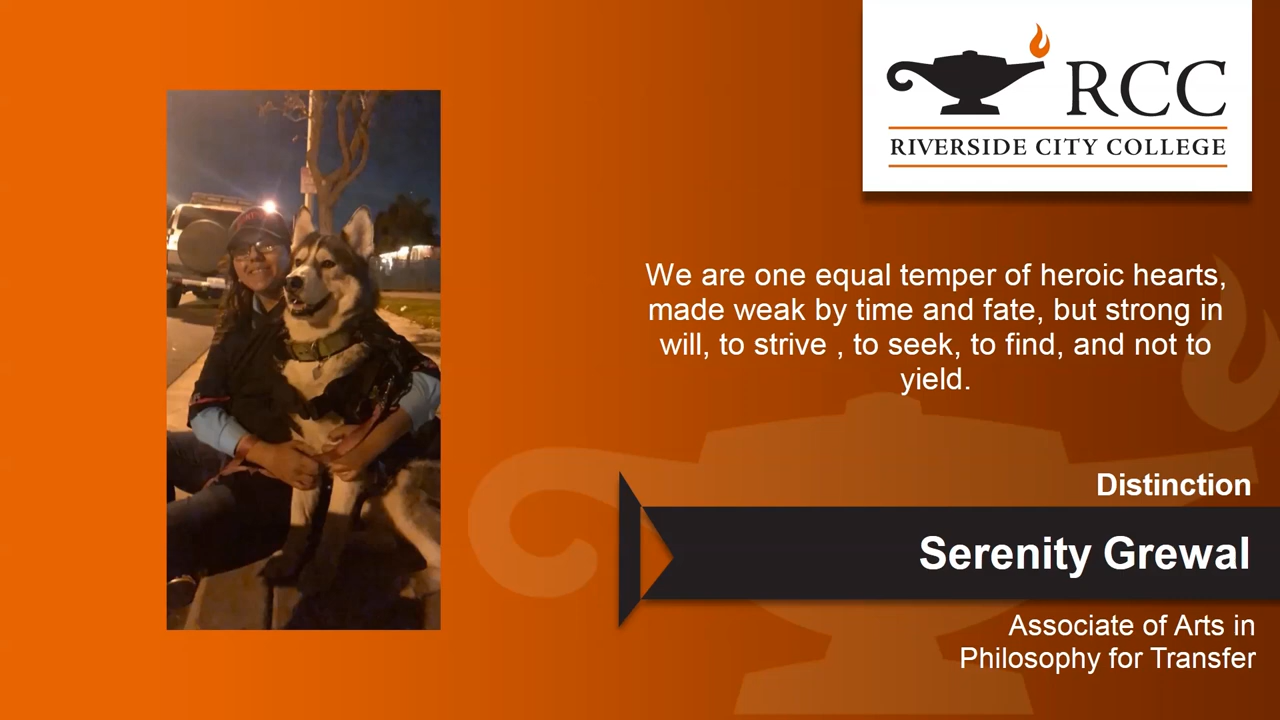 RCC
RIVERSIDE CITY COLLEGE
We are one equal temper of heroic hearts,
made weak by time and fate, but strong in
will, to strive , to seek, to find, and not to
yield.
Distinction
Serenity Grewal
Associate of Arts in
Philosophy for Transfer